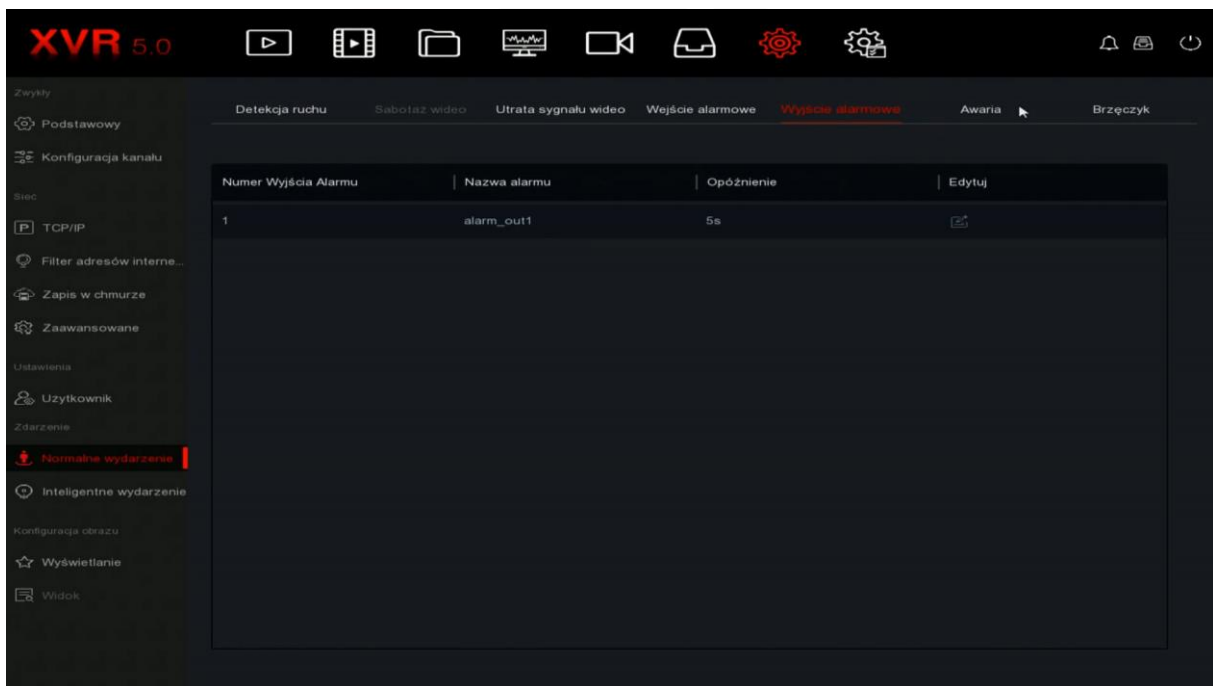 XVR 5.0
Zwykły
Podstawowy
Konfiguracja kanału
Sieć
TCP/IP
Filter adresów interne...
Zapis w chmurze
Zaawansowane
Ustawienia
Użytkownik
Zdarzenie
Normalne wydarzenie
Inteligentne wydarzenie
Konfiguracja obrazu
Wyświetlanie
Widok
Detekcja ruchu Sabotaż wideo Utrata sygnału wideo Wejście alarmowe Wyjście alarmowe Awaria Brzęczyk
Numer Wyjścia Alarmu Nazwa alarmu Opóźnienie Edytuj
1 alarm_out1 5s